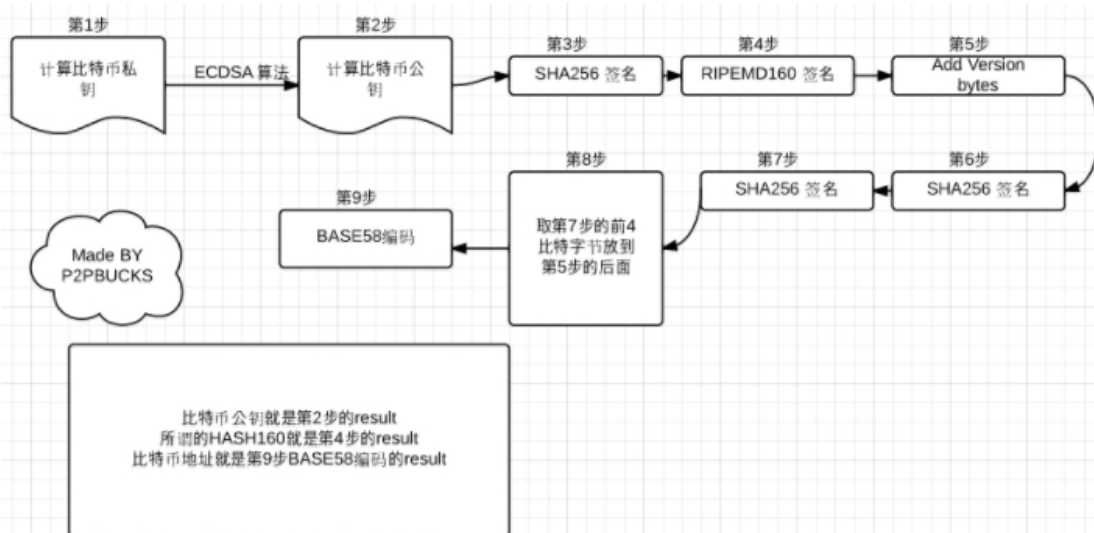 第1步
计算比特币私
钥
ECDSA 算法
第2步
计算比特币公
钥
第3步
SHA256 签名
第4步
RIPEMD160 签名
第5步
Add Version
bytes
第6步
SHA256 签名
第7步
SHA256 签名
第8步
取第7步的前4
比特字节放到
第5步的后面
第9步
BASE58编码
Made BY
P2PBUCKS
比特币公钥就是第2步的result
所谓的HASH160就是第4步的result
比特币地址就是第9步BASE58编码的result